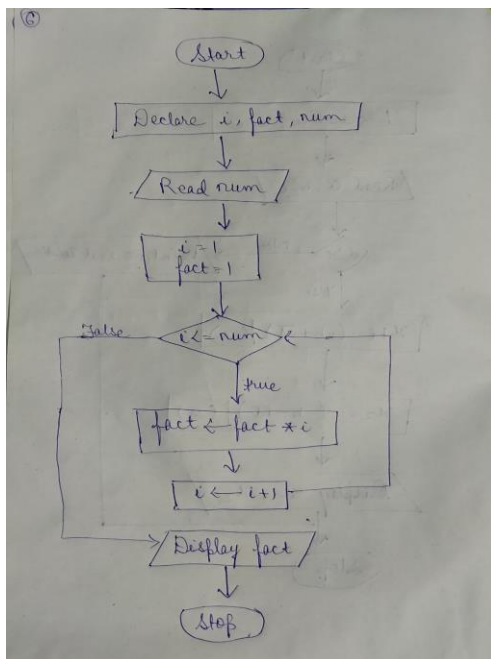 6
Start
Declare i, fact, num
Read num
i=1
fact=1
False
i<=num
true
fact ← fact * i
i ← i+1
Display fact
Stop